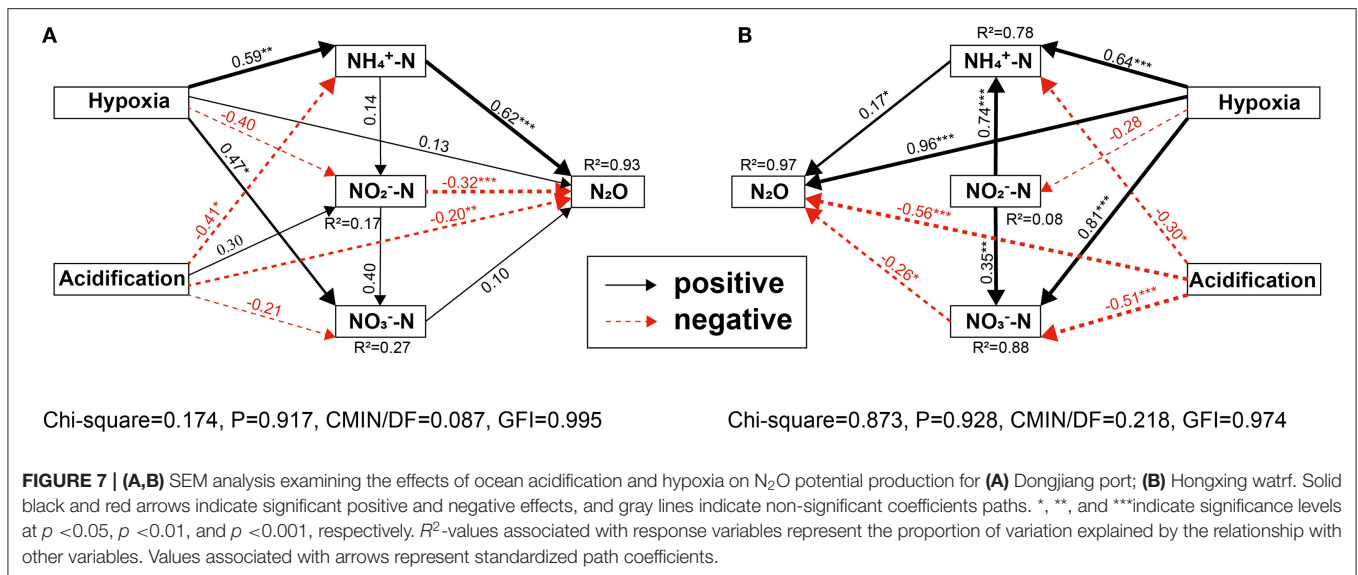 A
NH₄⁺-N
0.59**
Hypoxia
0.14
0.62***
-0.40
0.13
0.47*
R²=0.93
NO₂⁻-N
-0.32***
N₂O
-0.41*
R²=0.17
-0.20**
0.30
Acidification
0.40
0.10
-0.21
NO₃⁻-N
R²=0.27
positive
negative
B
R²=0.78
NH₄⁺-N
0.64***
Hypoxia
0.17*
0.74***
0.96***
-0.28
R²=0.97
N₂O
NO₂⁻-N
R²=0.08
-0.56***
0.81***
-0.30*
0.35**
Acidification
-0.26*
-0.51***
NO₃⁻-N
R²=0.88
Chi-square=0.174, P=0.917, CMIN/DF=0.087, GFI=0.995
Chi-square=0.873, P=0.928, CMIN/DF=0.218, GFI=0.974
FIGURE 7 | (A,B) SEM analysis examining the effects of ocean acidification and hypoxia on N₂O potential production for (A) Dongjiang port; (B) Hongxing watrf. Solid
black and red arrows indicate significant positive and negative effects, and gray lines indicate non-significant coefficients paths. *, **, and ***indicate significance levels
at p <0.05, p <0.01, and p <0.001, respectively. R²-values associated with response variables represent the proportion of variation explained by the relationship with
other variables. Values associated with arrows represent standardized path coefficients.